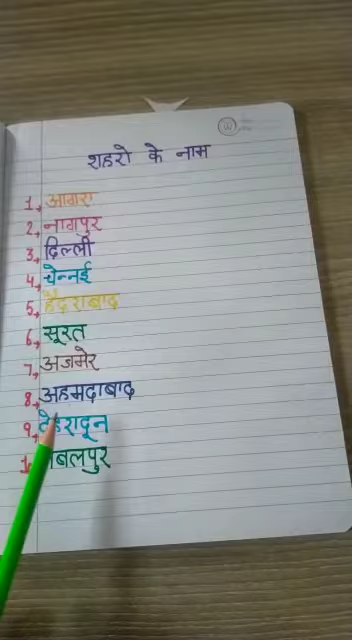 शहरो के नाम
1. आगरा
2. नागपुर
3. दिल्ली
4. चेन्नई
5. हैदराबाद
6. सूरत
7. अजमेर
8. अहमदाबाद
9. देहरादून